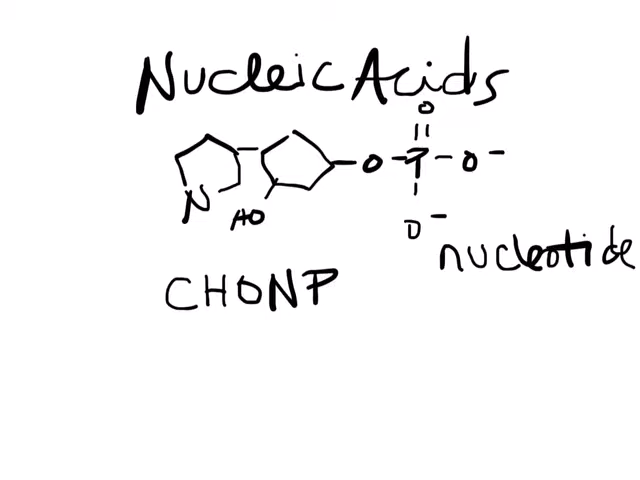 Nucleic Acids
O
O P O -
N
HO
O -
nucleotide
CHONP